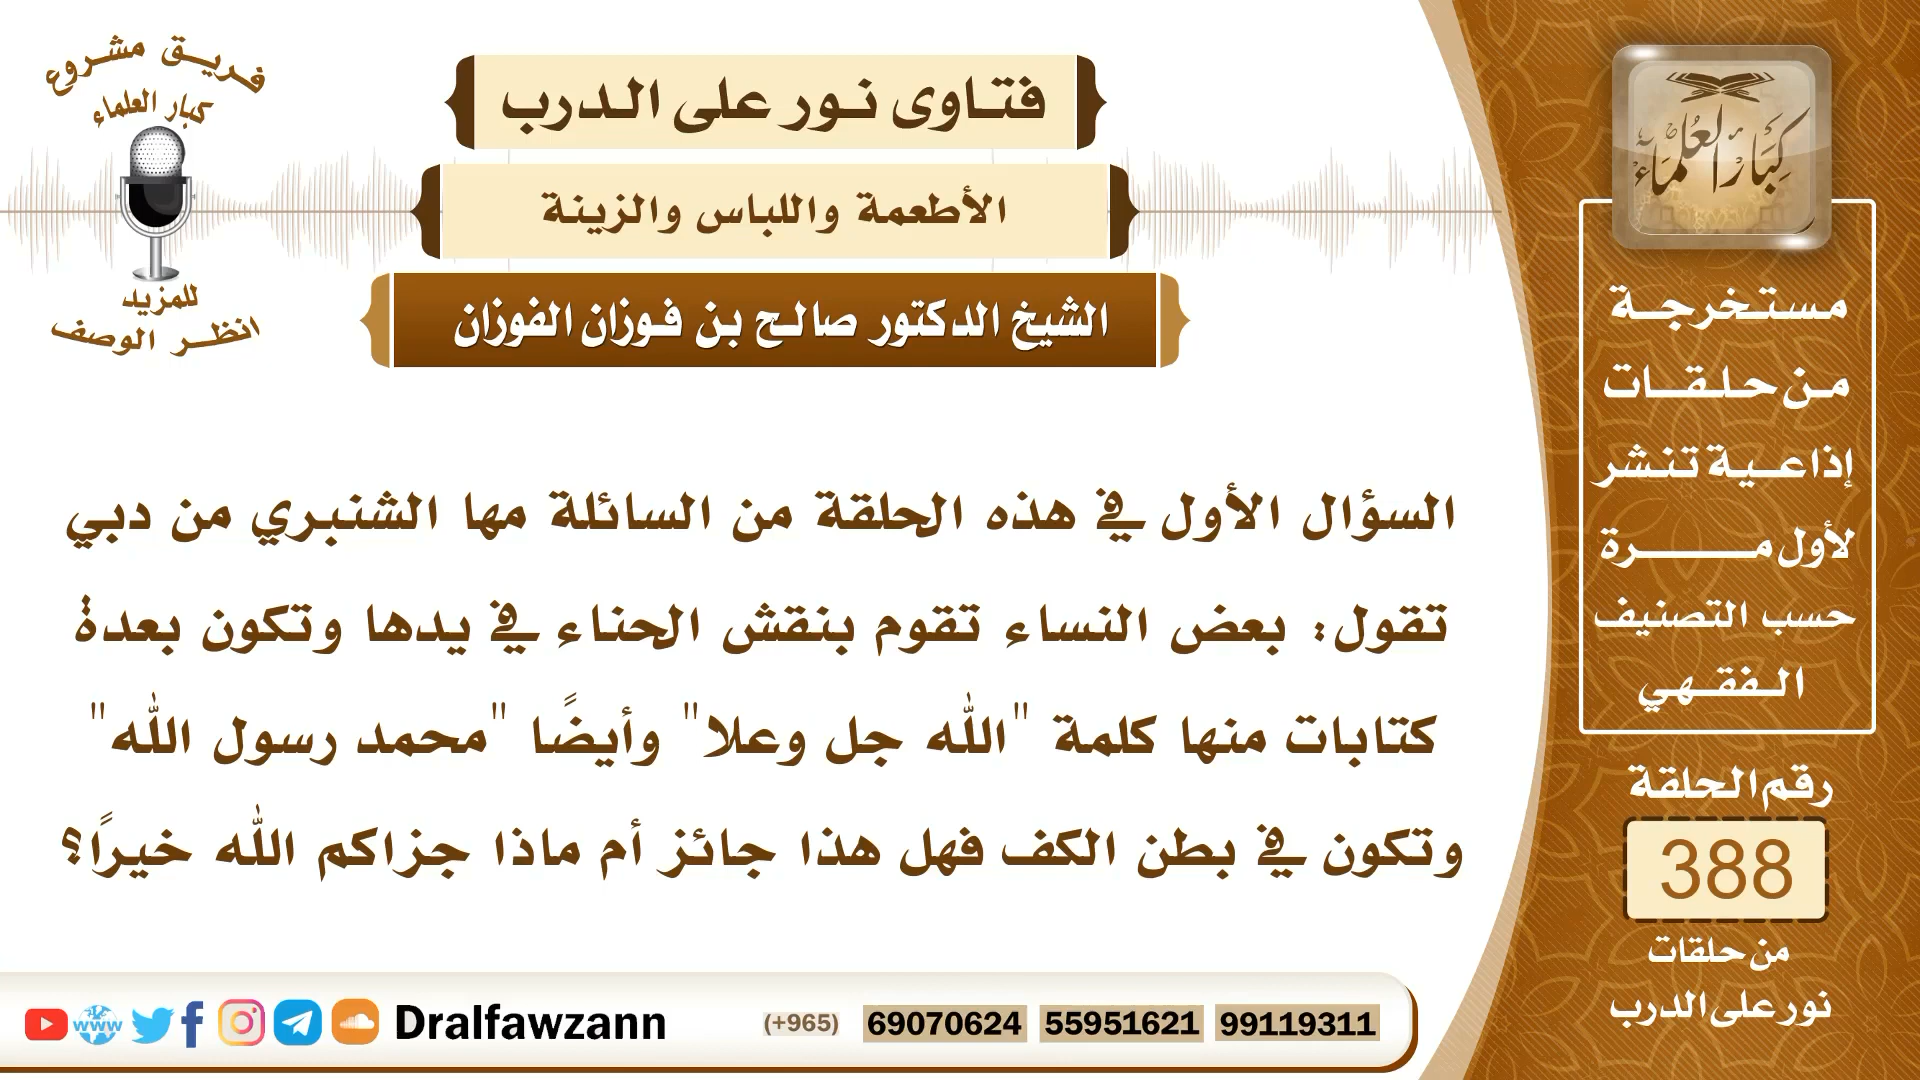 فريق مشروع
كبار العلماء
للمزيد
انظر الوصف
فتاوى نور على الدرب
الأطعمة واللباس والزينة
الشيخ الدكتور صالح بن فوزان الفوزان
السؤال الأول في هذه الحلقة من السائلة مها الشنبري من دبي
تقول: بعض النساء تقوم بنقش الحناء في يدها وتكون بعدة
كتابات منها كلمة "الله جل وعلا" وأيضًا "محمد رسول الله"
وتكون في بطن الكف فهل هذا جائز أم ماذا جزاكم الله خيرًا؟
كبار العلماء
مستخرجة
من حلقات
إذاعية تنشر
لأول مرة
حسب التصنيف
الفقهي
رقم الحلقة
388
من حلقات
نور على الدرب
www
Dralfawzann
(+965) 69070624 55951621 99119311